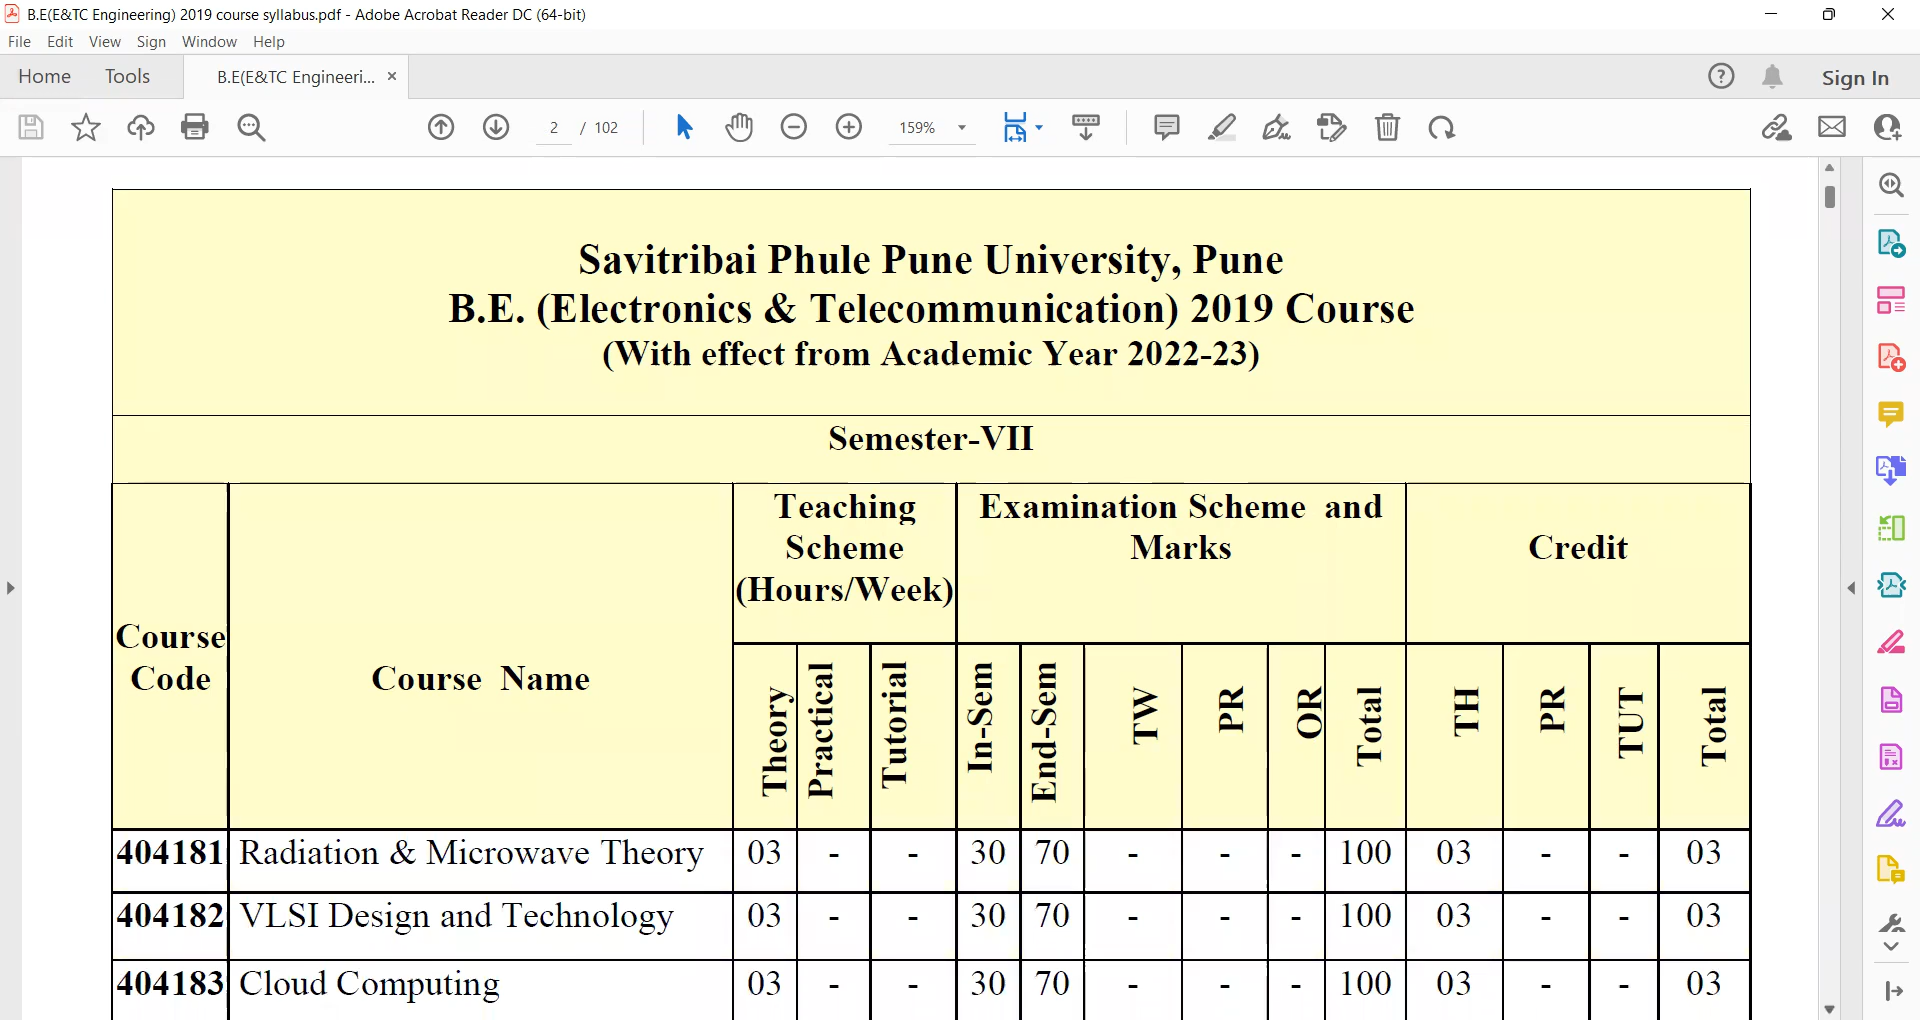 B.E(E&TC Engineering) 2019 course syllabus.pdf - Adobe Acrobat Reader DC (64-bit)
File Edit View Sign Window Help
Home Tools B.E(E&TC Engineeri... × Sign In
2 / 102 159%
Savitribai Phule Pune University, Pune
B.E. (Electronics & Telecommunication) 2019 Course
(With effect from Academic Year 2022-23)
Semester-VII
Course Code
Course Name
Teaching Scheme (Hours/Week)
Examination Scheme and Marks
Credit
Theory Practical Tutorial In-Sem End-Sem TW PR OR Total TH PR TUT Total
404181 Radiation & Microwave Theory 03 - - 30 70 - - - 100 03 - - 03
404182 VLSI Design and Technology 03 - - 30 70 - - - 100 03 - - 03
404183 Cloud Computing 03 - - 30 70 - - - 100 03 - - 03